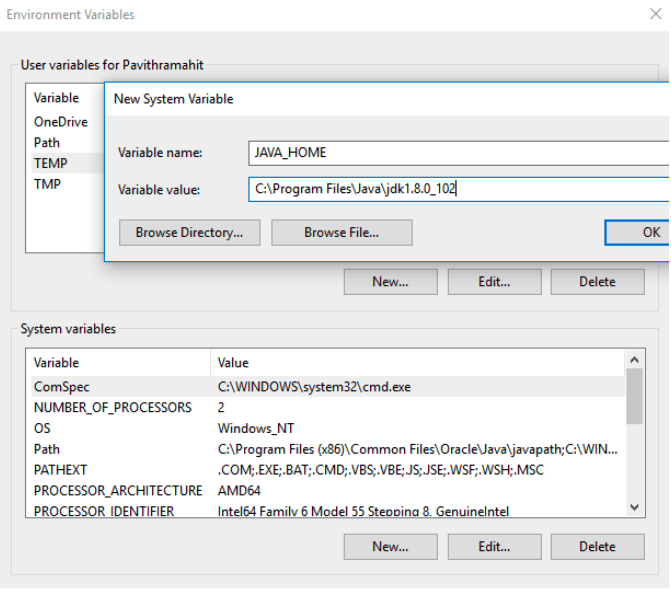 Environment Variables
User variables for Pavithramahit
Variable
OneDrive
Path
TEMP
TMP
New System Variable
Variable name: JAVA_HOME
Variable value: C:\Program Files\Java\jdk1.8.0_102
Browse Directory... Browse File... OK
New... Edit... Delete
System variables
Variable Value
ComSpec C:\WINDOWS\system32\cmd.exe
NUMBER_OF_PROCESSORS 2
OS Windows_NT
Path C:\Program Files (x86)\Common Files\Oracle\Java\javapath;C:\WIN...
PATHEXT .COM;.EXE;.BAT;.CMD;.VBS;.VBE;.JS;.JSE;.WSF;.WSH;.MSC
PROCESSOR_ARCHITECTURE AMD64
PROCESSOR_IDENTIFIER Intel64 Family 6 Model 55 Stepping 8, GenuineIntel
New... Edit... Delete